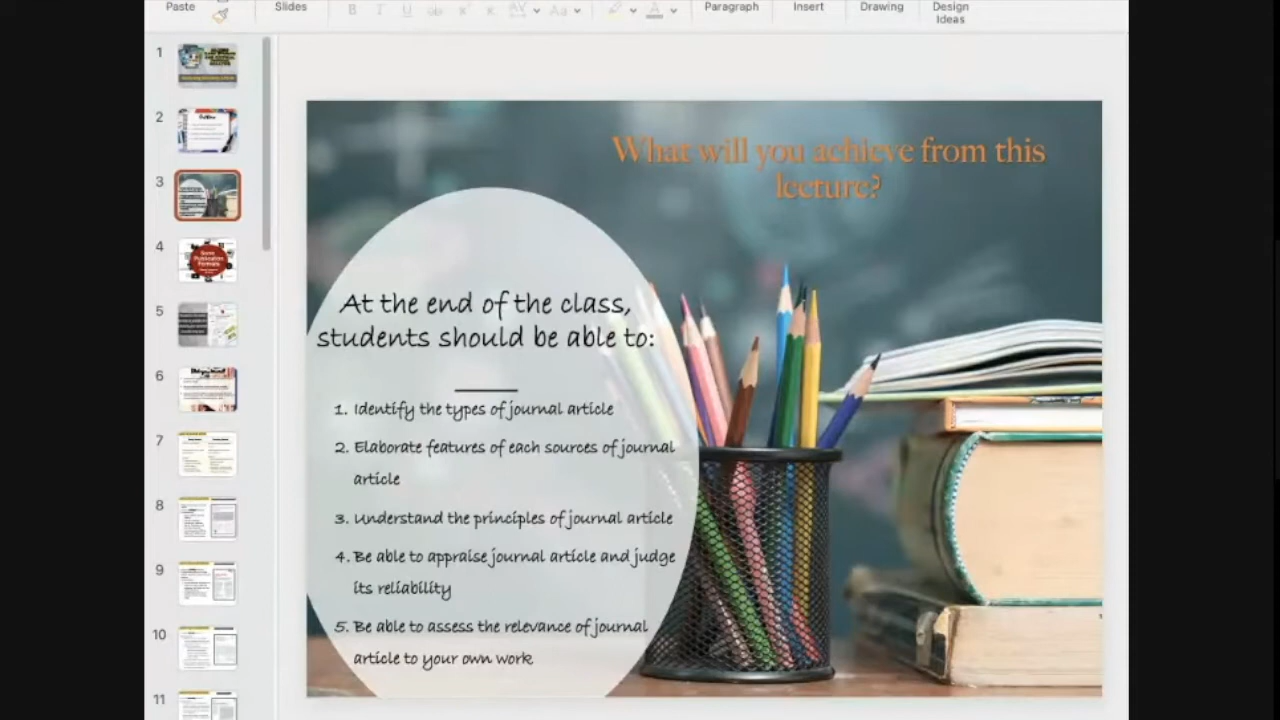 Paste
Slides
B I U ab x x AV Aa A
Paragraph
Insert
Drawing
Design
Ideas
1
2
Outline
3
4
5
6
7
8
9
10
11
What will you achieve from this
lecture?
At the end of the class,
students should be able to:
1. Identify the types of journal article
2. Elaborate features of each sources of journal
article
3. Understand the principles of journal article
4. Be able to appraise journal article and judge
its reliability
5. Be able to assess the relevance of journal
article to your own work